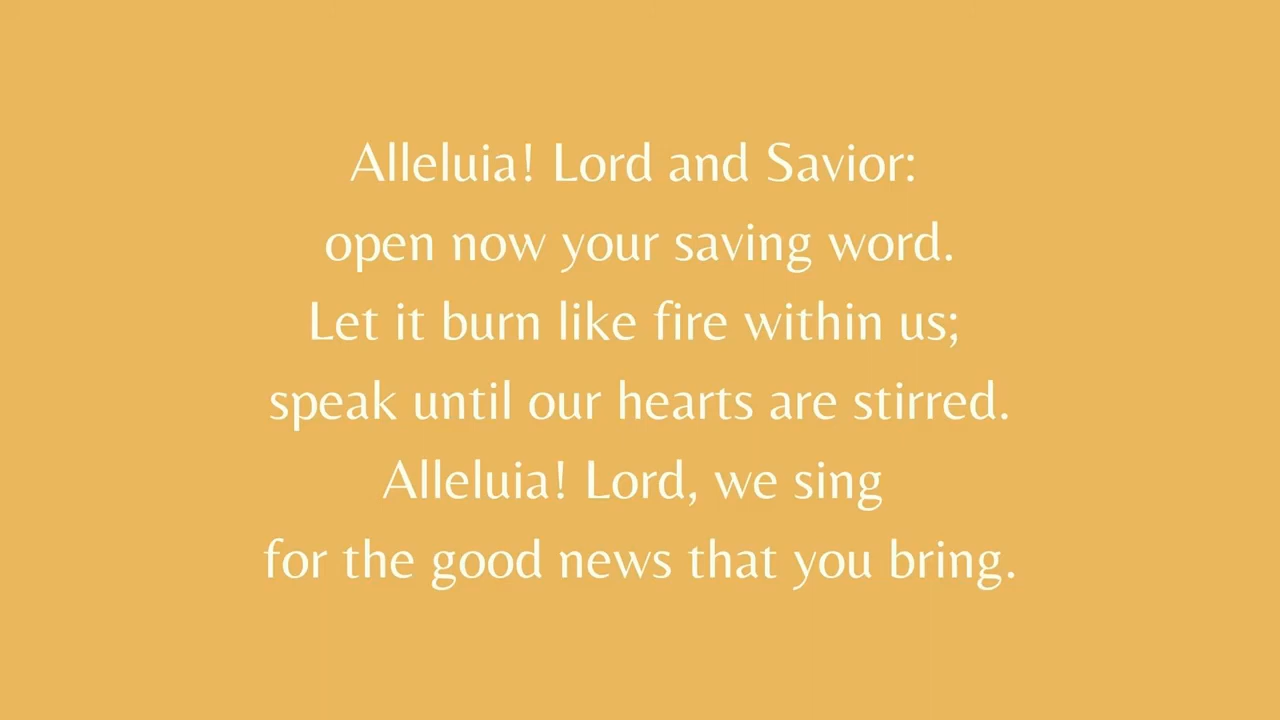 Alleluia! Lord and Savior:
open now your saving word.
Let it burn like fire within us;
speak until our hearts are stirred.
Alleluia! Lord, we sing
for the good news that you bring.